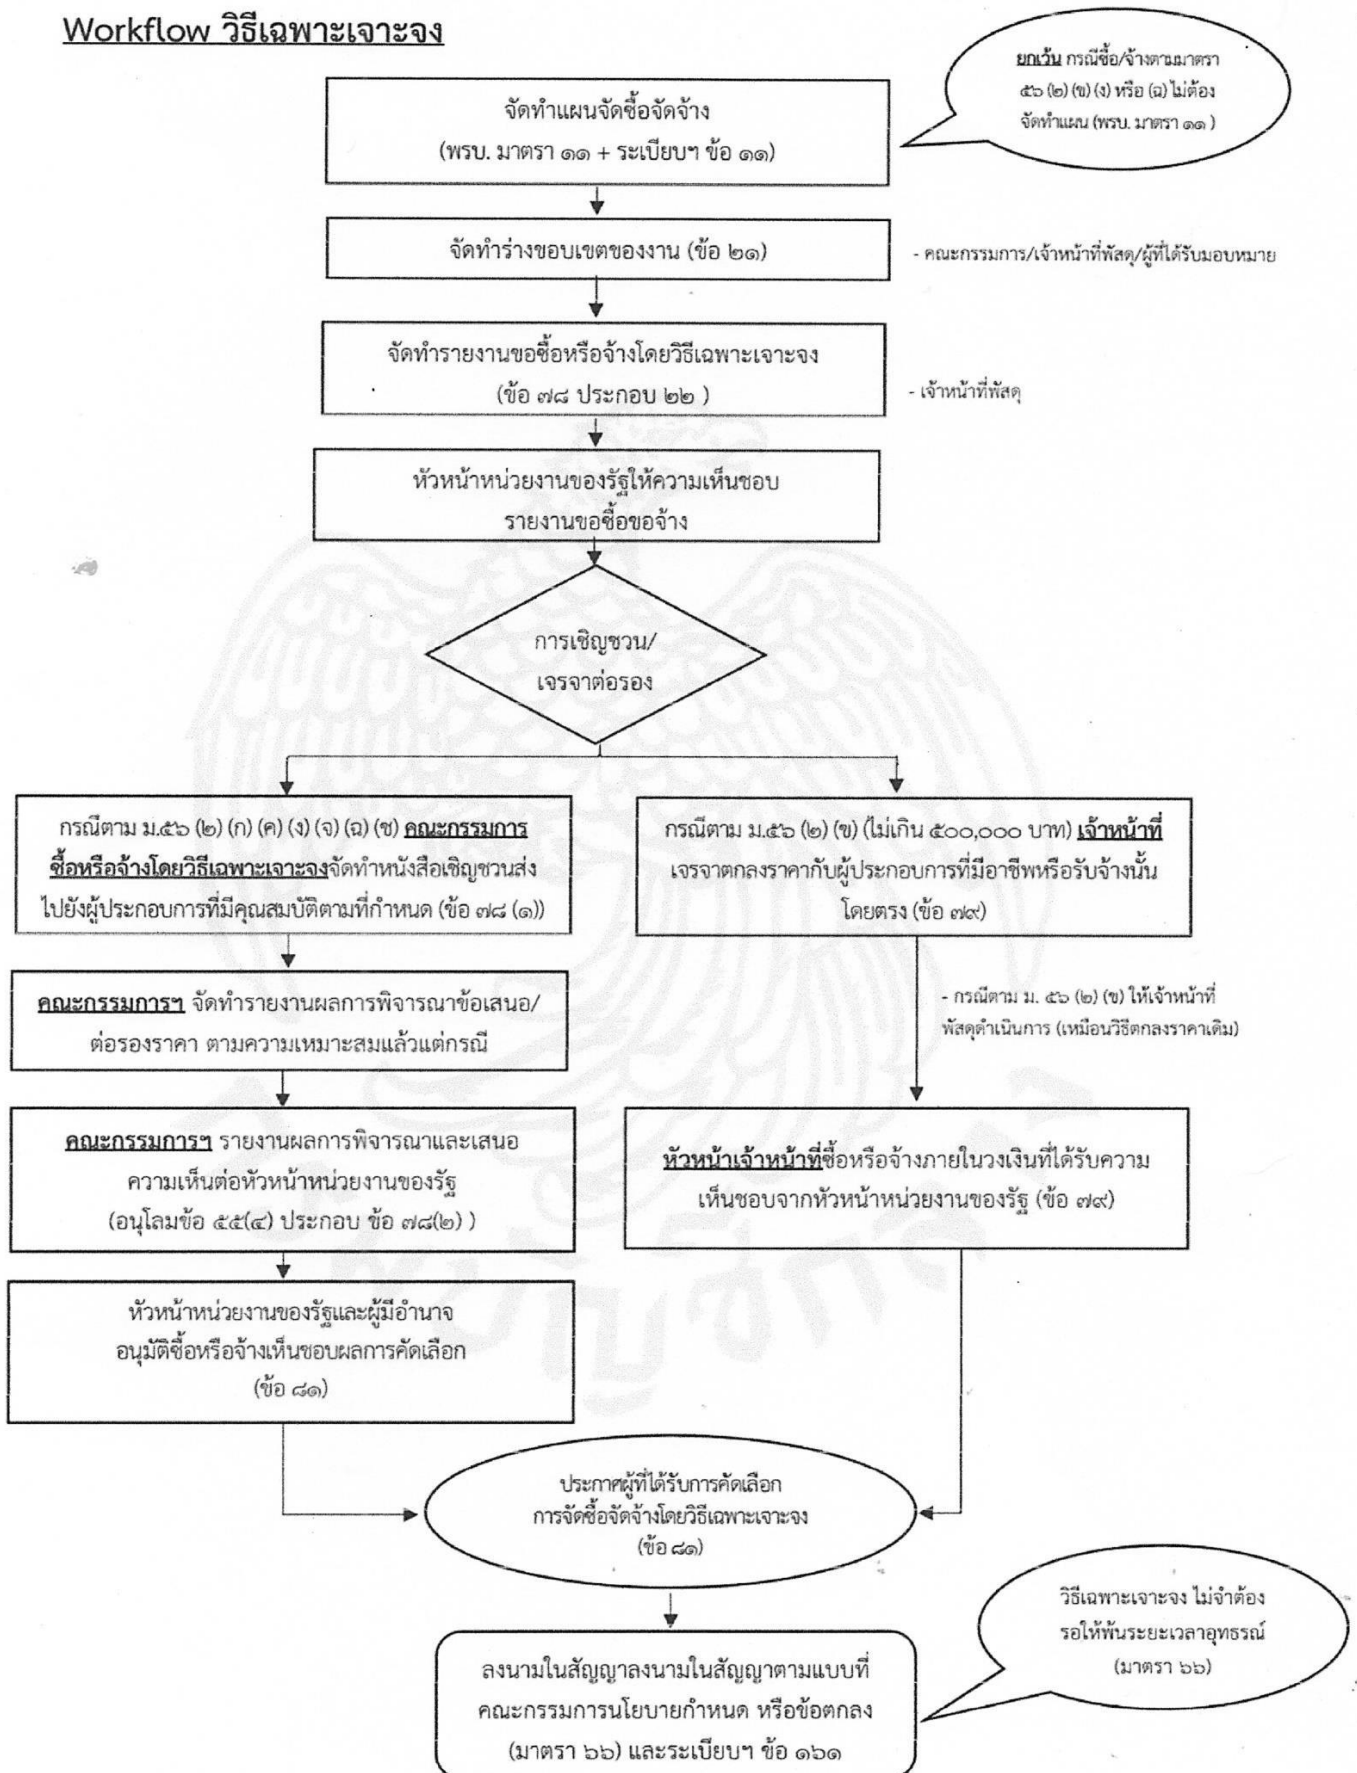 Workflow วิธีเฉพาะเจาะจง
ยกเว้น กรณีซื้อ/จ้างตามมาตรา
๕๖ (๒) (ข) (ง) หรือ (ฉ) ไม่ต้อง
จัดทำแผน (พรบ. มาตรา ๑๑ )
จัดทำแผนจัดซื้อจัดจ้าง
(พรบ. มาตรา ๑๑ + ระเบียบฯ ข้อ ๑๑)
จัดทำร่างขอบเขตของงาน (ข้อ ๒๑)
- คณะกรรมการ/เจ้าหน้าที่พัสดุ/ผู้ที่ได้รับมอบหมาย
จัดทำรายงานขอซื้อหรือจ้างโดยวิธีเฉพาะเจาะจง
(ข้อ ๗๘ ประกอบ ๒๒ )
- เจ้าหน้าที่พัสดุ
หัวหน้าหน่วยงานของรัฐให้ความเห็นชอบ
รายงานขอซื้อขอจ้าง
การเชิญชวน/
เจรจาต่อรอง
กรณีตาม ม.๕๖ (๒) (ก) (ค) (ง) (จ) (ฉ) (ช) คณะกรรมการ
ซื้อหรือจ้างโดยวิธีเฉพาะเจาะจงจัดทำหนังสือเชิญชวนส่ง
ไปยังผู้ประกอบการที่มีคุณสมบัติตามที่กำหนด (ข้อ ๗๘ (๑))
กรณีตาม ม.๕๖ (๒) (ข) (ไม่เกิน ๕๐๐,๐๐๐ บาท) เจ้าหน้าที่
เจรจาตกลงราคากับผู้ประกอบการที่มีอาชีพหรือรับจ้างนั้น
โดยตรง (ข้อ ๗๙)
คณะกรรมการฯ จัดทำรายงานผลการพิจารณาข้อเสนอ/
ต่อรองราคา ตามความเหมาะสมแล้วแต่กรณี
- กรณีตาม ม. ๕๖ (๒) (ข) ให้เจ้าหน้าที่
พัสดุดำเนินการ (เหมือนวิธีตกลงราคาเดิม)
คณะกรรมการฯ รายงานผลการพิจารณาและเสนอ
ความเห็นต่อหัวหน้าหน่วยงานของรัฐ
(อนุโลมข้อ ๕๕(๔) ประกอบ ข้อ ๗๘(๒) )
หัวหน้าเจ้าหน้าที่ซื้อหรือจ้างภายในวงเงินที่ได้รับความ
เห็นชอบจากหัวหน้าหน่วยงานของรัฐ (ข้อ ๗๙)
หัวหน้าหน่วยงานของรัฐและผู้มีอำนาจ
อนุมัติซื้อหรือจ้างเห็นชอบผลการคัดเลือก
(ข้อ ๘๑)
ประกาศผู้ที่ได้รับการคัดเลือก
การจัดซื้อจัดจ้างโดยวิธีเฉพาะเจาะจง
(ข้อ ๘๑)
วิธีเฉพาะเจาะจง ไม่จำต้อง
รอให้พ้นระยะเวลาอุทธรณ์
(มาตรา ๖๖)
ลงนามในสัญญาลงนามในสัญญาตามแบบที่
คณะกรรมการนโยบายกำหนด หรือข้อตกลง
(มาตรา ๖๖) และระเบียบฯ ข้อ ๑๖๑